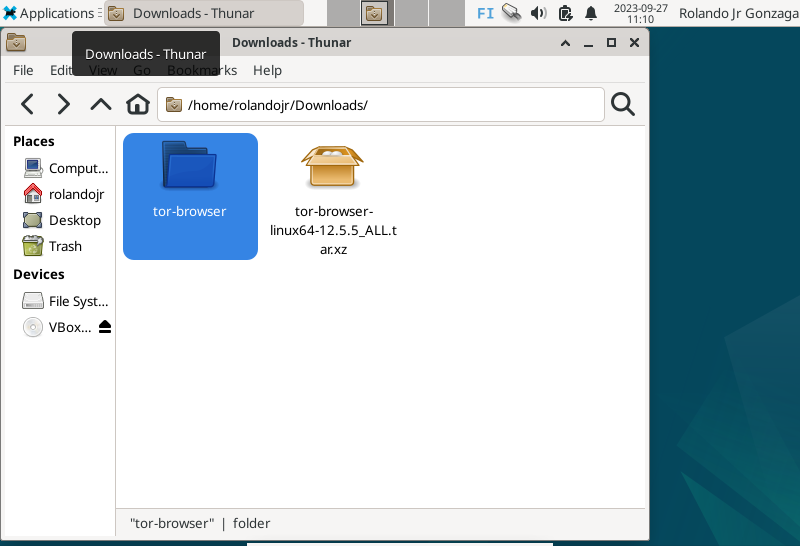 Applications
Downloads - Thunar
FI
2023-09-27
11:10
Rolando Jr Gonzaga
Downloads - Thunar
Downloads - Thunar
File Edit View Go Bookmarks Help
/home/rolandojr/Downloads/
Places
Comput...
rolandojr
Desktop
Trash
Devices
File Syst...
VBox...
tor-browser
tor-browser-
linux64-12.5.5_ALL.t
ar.xz
"tor-browser" | folder